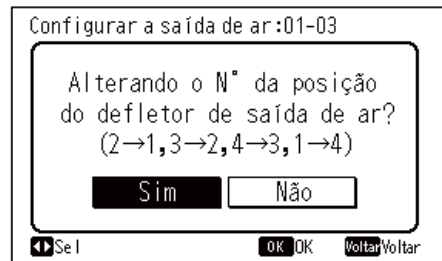 Configurar a saída de ar:01-03
Alterando o N° da posição
do defletor de saída de ar?
(2→1,3→2,4→3,1→4)
Sim Não
◀▶Sel OK OK Voltar Voltar